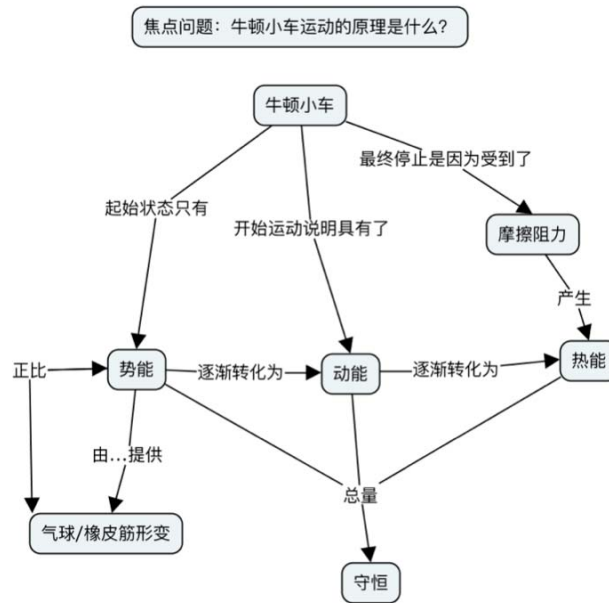 焦点问题：牛顿小车运动的原理是什么？
牛顿小车
最终停止是因为受到了
起始状态只有
开始运动说明具有了
摩擦阻力
产生
正比
势能
逐渐转化为
动能
逐渐转化为
热能
由...提供
总量
气球/橡皮筋形变
守恒